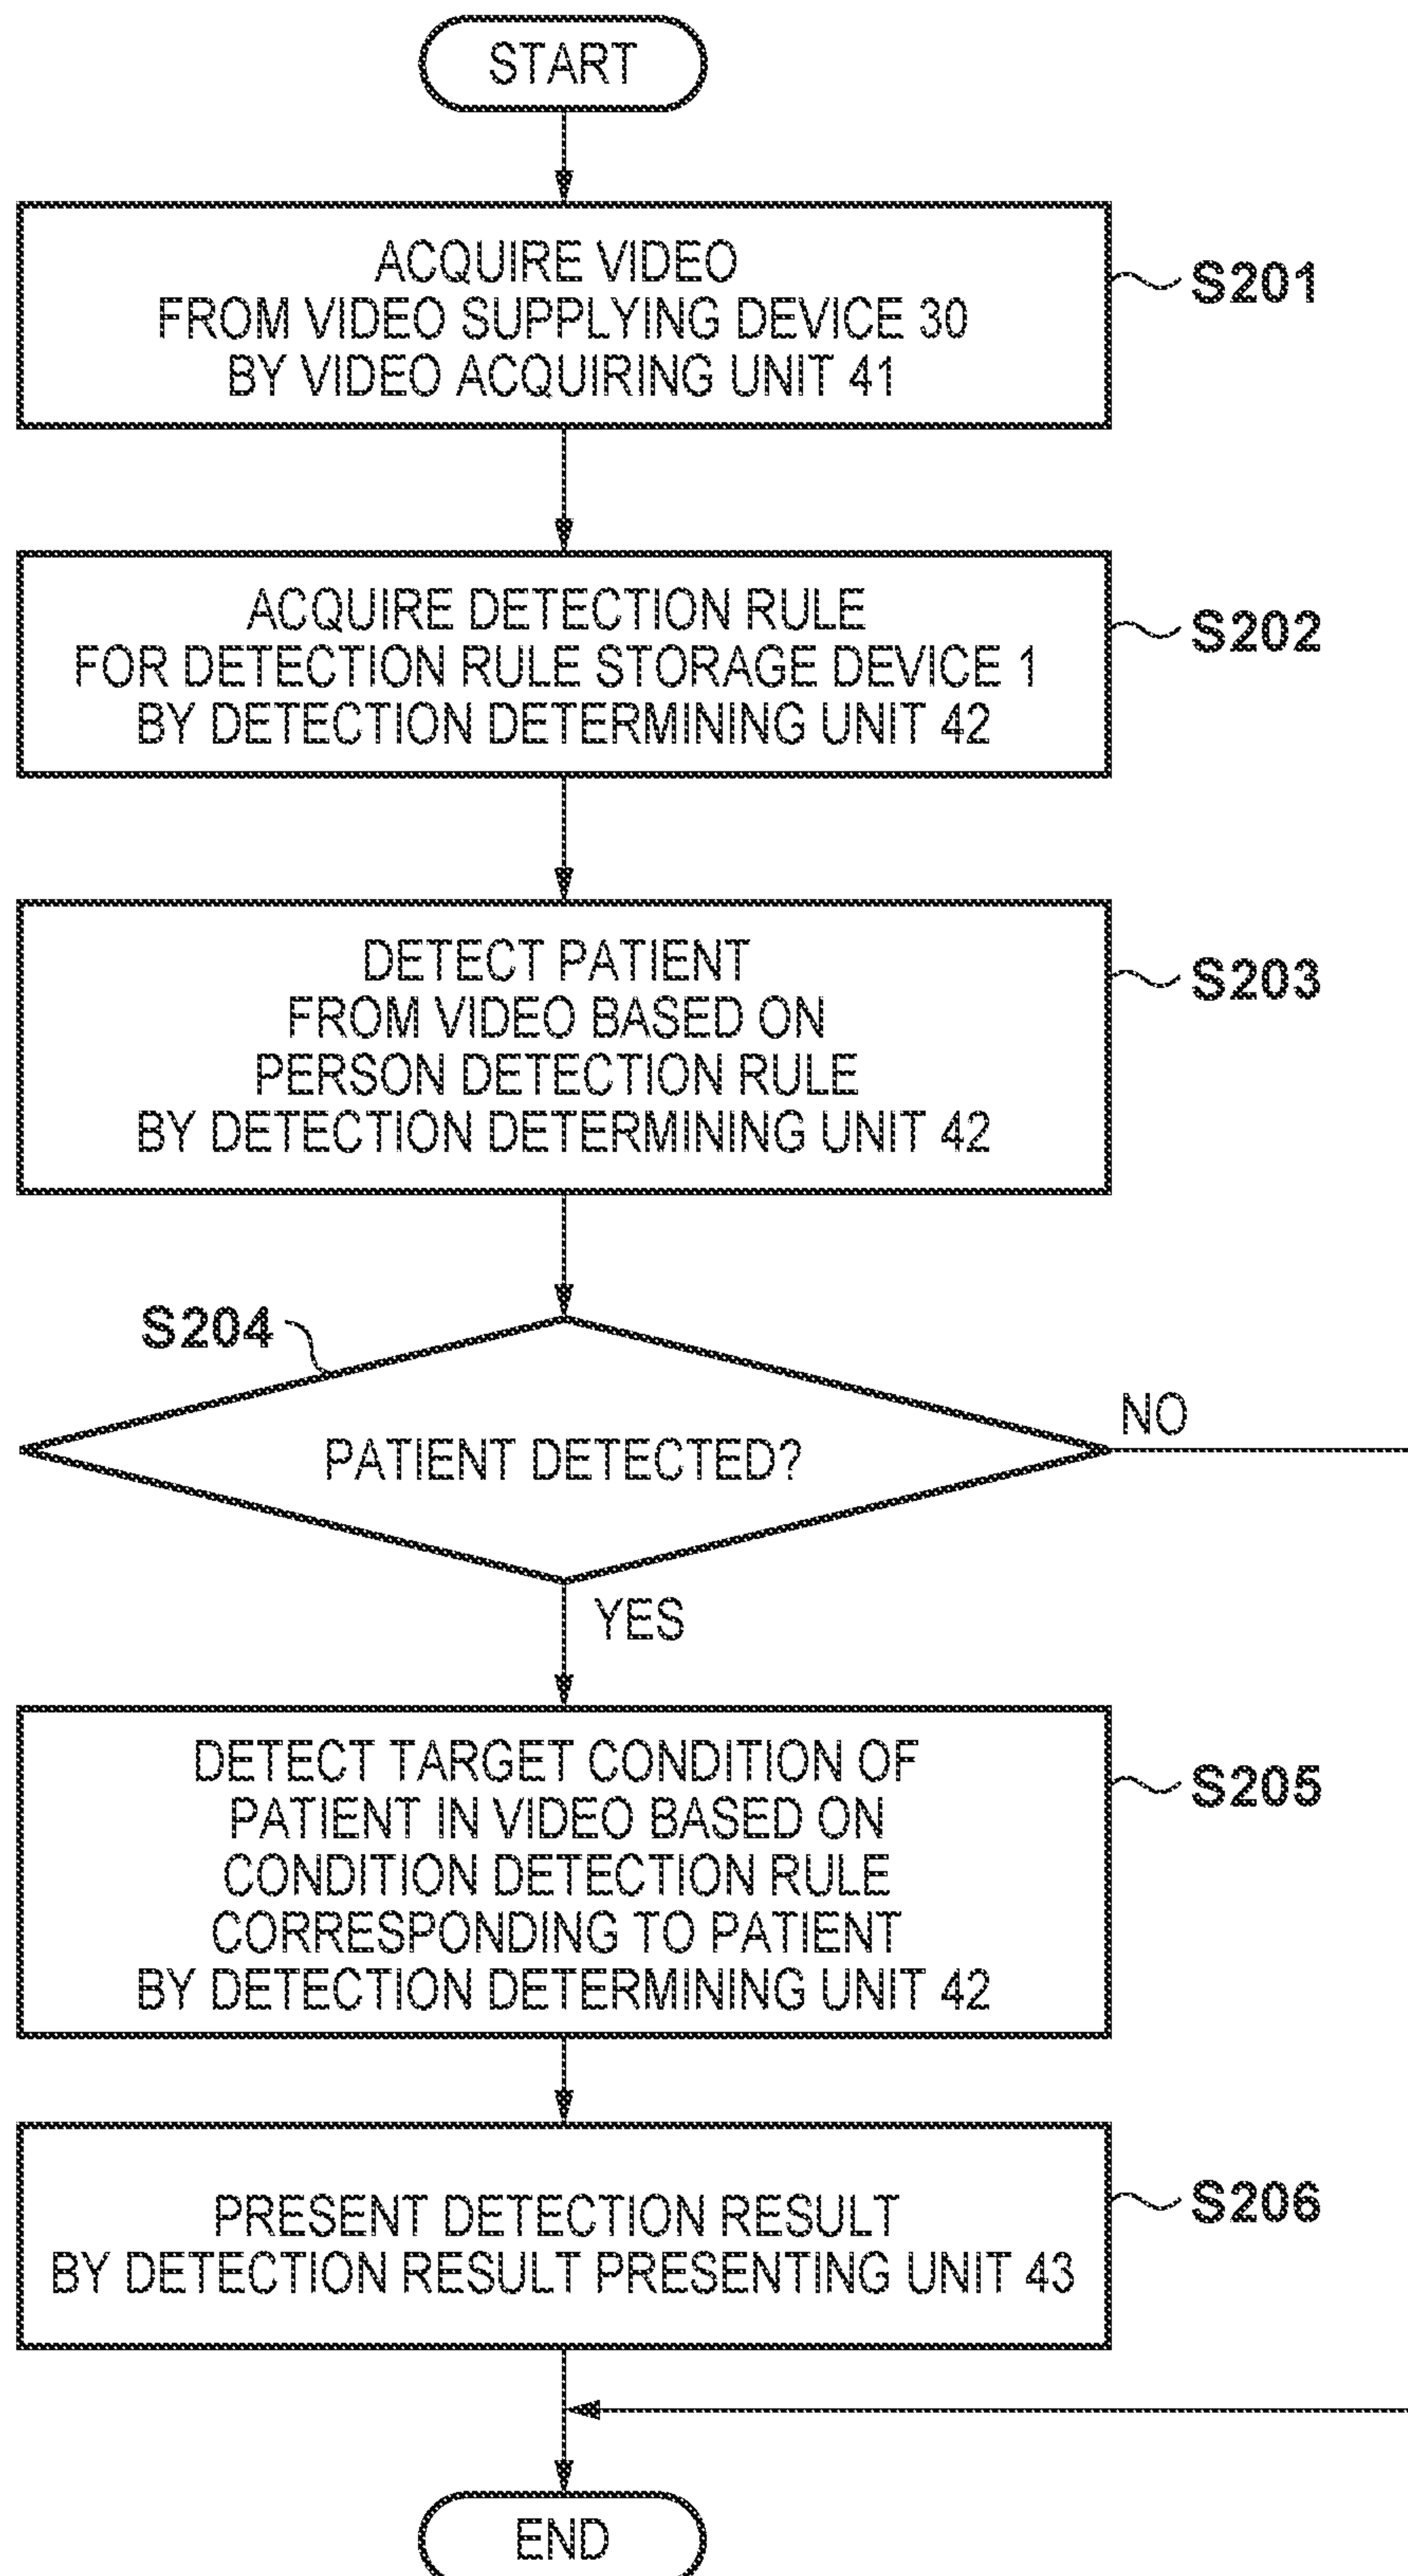 START
ACQUIRE VIDEO
FROM VIDEO SUPPLYING DEVICE 30
BY VIDEO ACQUIRING UNIT 41
S201
ACQUIRE DETECTION RULE
FOR DETECTION RULE STORAGE DEVICE 1
BY DETECTION DETERMINING UNIT 42
S202
DETECT PATIENT
FROM VIDEO BASED ON
PERSON DETECTION RULE
BY DETECTION DETERMINING UNIT 42
S203
S204
PATIENT DETECTED?
NO
YES
DETECT TARGET CONDITION OF
PATIENT IN VIDEO BASED ON
CONDITION DETECTION RULE
CORRESPONDING TO PATIENT
BY DETECTION DETERMINING UNIT 42
S205
PRESENT DETECTION RESULT
BY DETECTION RESULT PRESENTING UNIT 43
S206
END